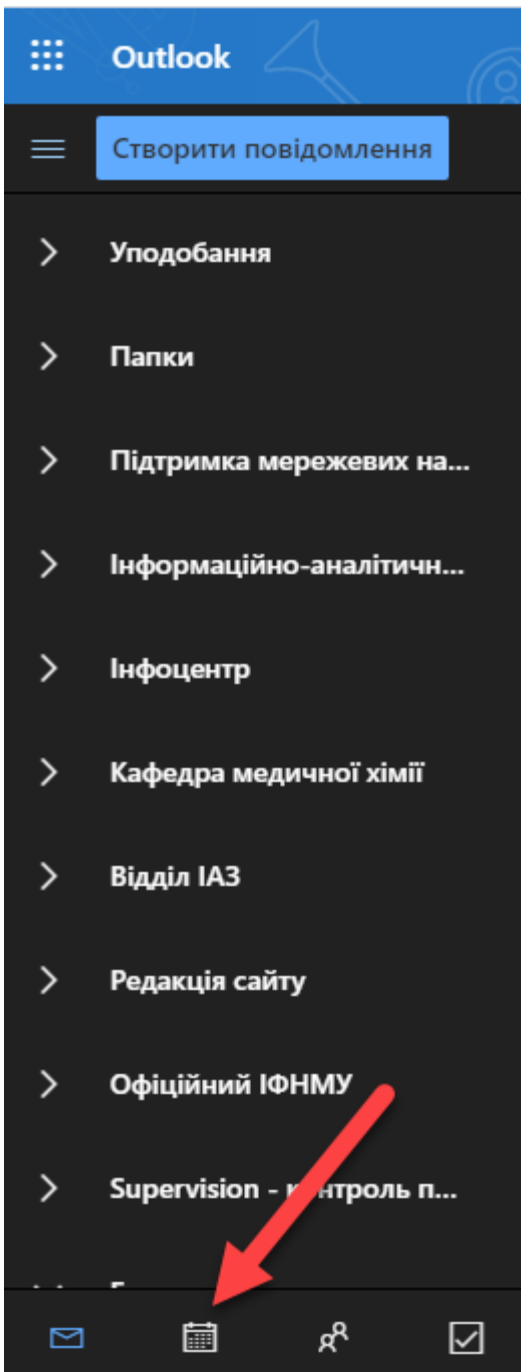 Outlook
Створити повідомлення
Уподобання
Папки
Підтримка мережевих на...
Інформаційно-аналітичн...
Інфоцентр
Кафедра медичної хімії
Відділ ІАЗ
Редакція сайту
Офіційний ІФНМУ
Supervision - контроль п...